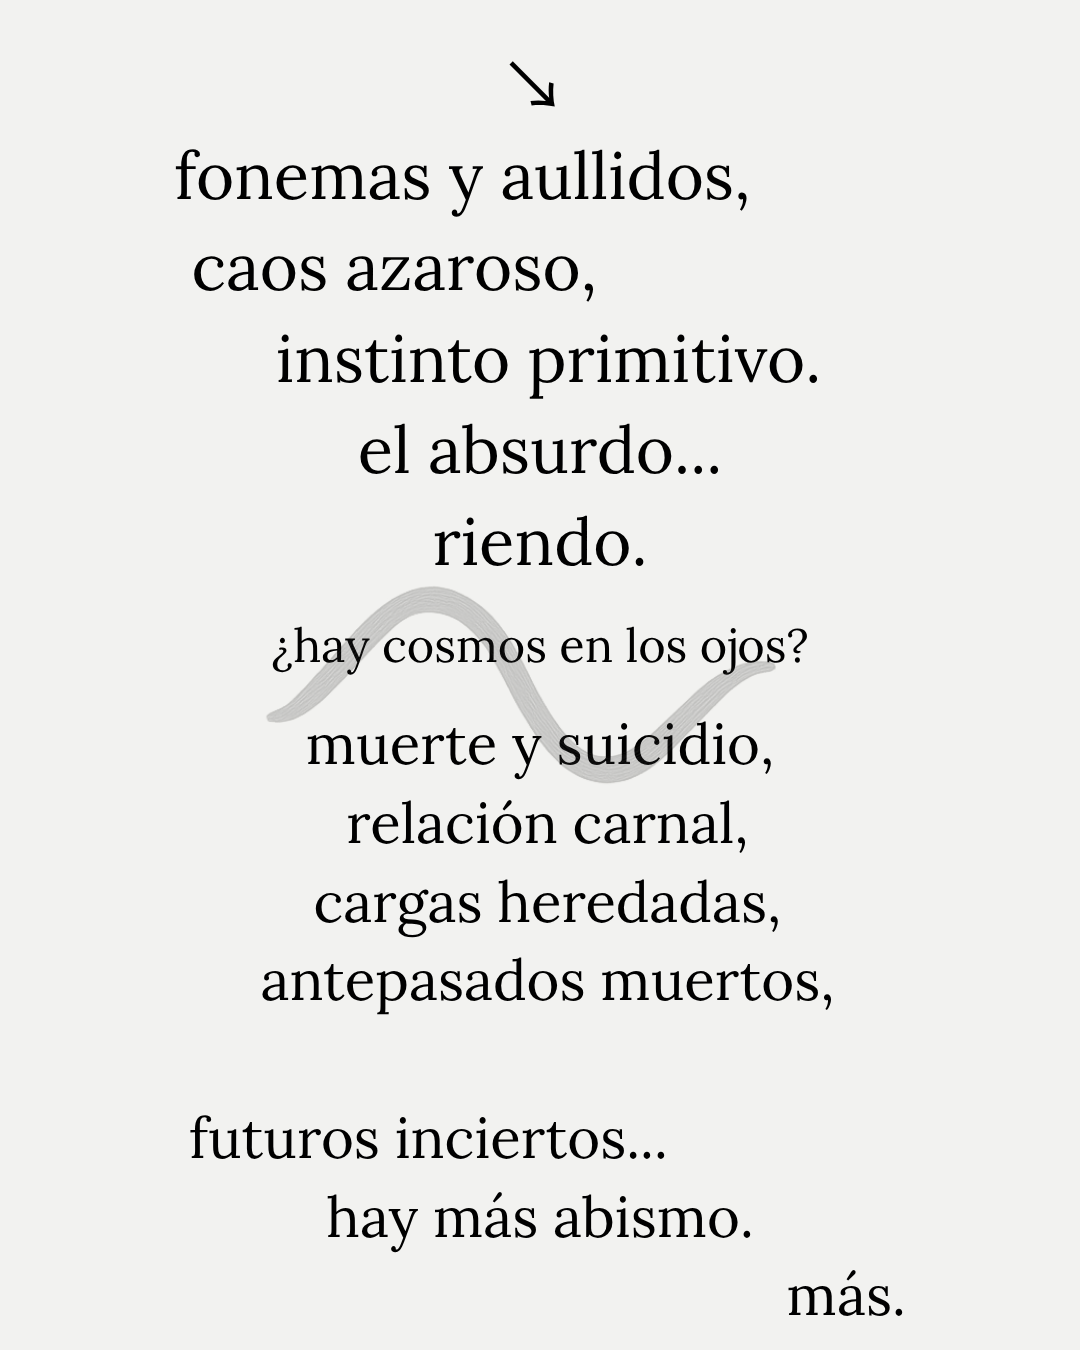 ↘
fonemas y aullidos,
caos azaroso,
instinto primitivo.
el absurdo...
riendo.
¿hay cosmos en los ojos?
muerte y suicidio,
relación carnal,
cargas heredadas,
antepasados muertos,
futuros inciertos...
hay más abismo.
más.